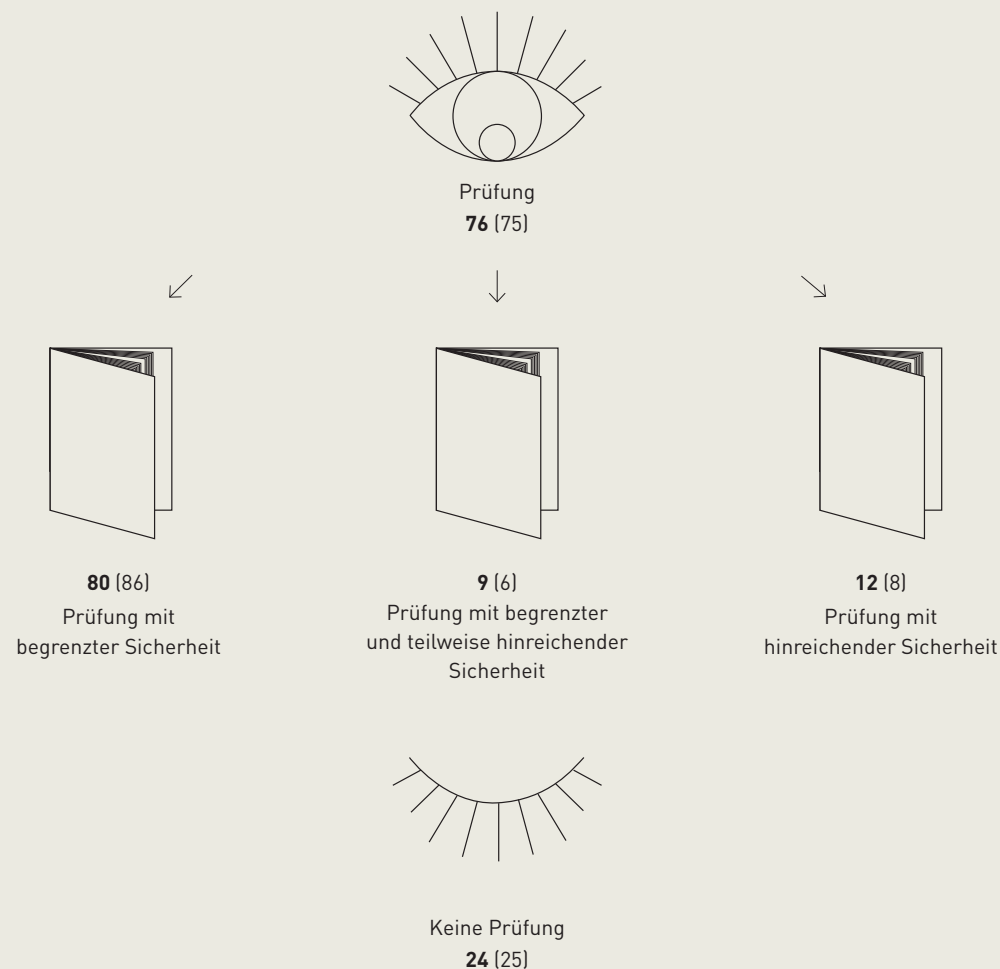 Prüfung
76 (75)
80 (86)
Prüfung mit
begrenzter Sicherheit
9 (6)
Prüfung mit begrenzter
und teilweise hinreichender
Sicherheit
12 (8)
Prüfung mit
hinreichender Sicherheit
Keine Prüfung
24 (25)